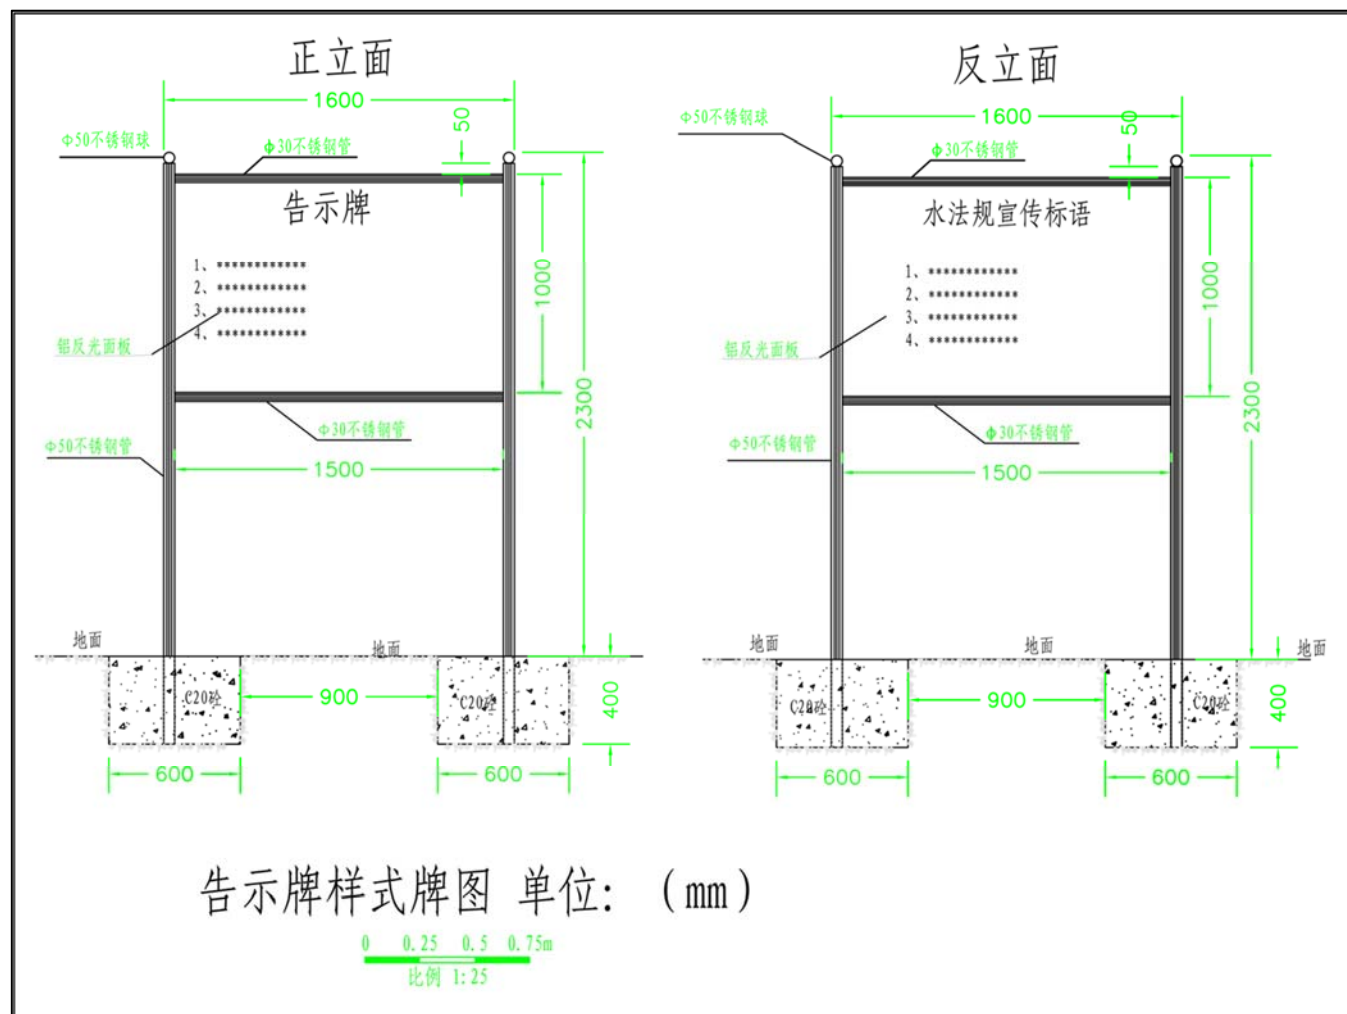 正立面
1600
50
Φ50不锈钢球
Φ30不锈钢管
告示牌
1、************
2、************
3、************
4、************
铝反光面板
1000
2300
Φ30不锈钢管
Φ50不锈钢管
1500
地面
地面
C20砼
900
C20砼
400
600
600
反立面
1600
50
Φ50不锈钢球
Φ30不锈钢管
水法规宣传标语
1、************
2、************
3、************
4、************
铝反光面板
1000
2300
Φ30不锈钢管
Φ50不锈钢管
1500
地面
地面
地面
C20砼
900
C20砼
400
600
600
告示牌样式牌图 单位：（mm）
0 0.25 0.5 0.75m
比例 1:25